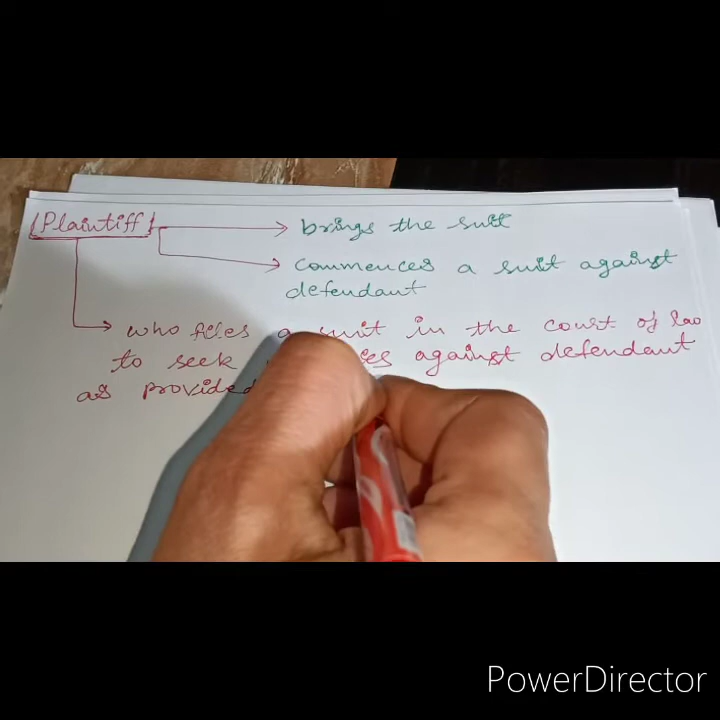 {Plaintiff}
brings the suit
commences a suit against
defendant
who files a suit in the court of law
to seek against defendant
as provided
PowerDirector